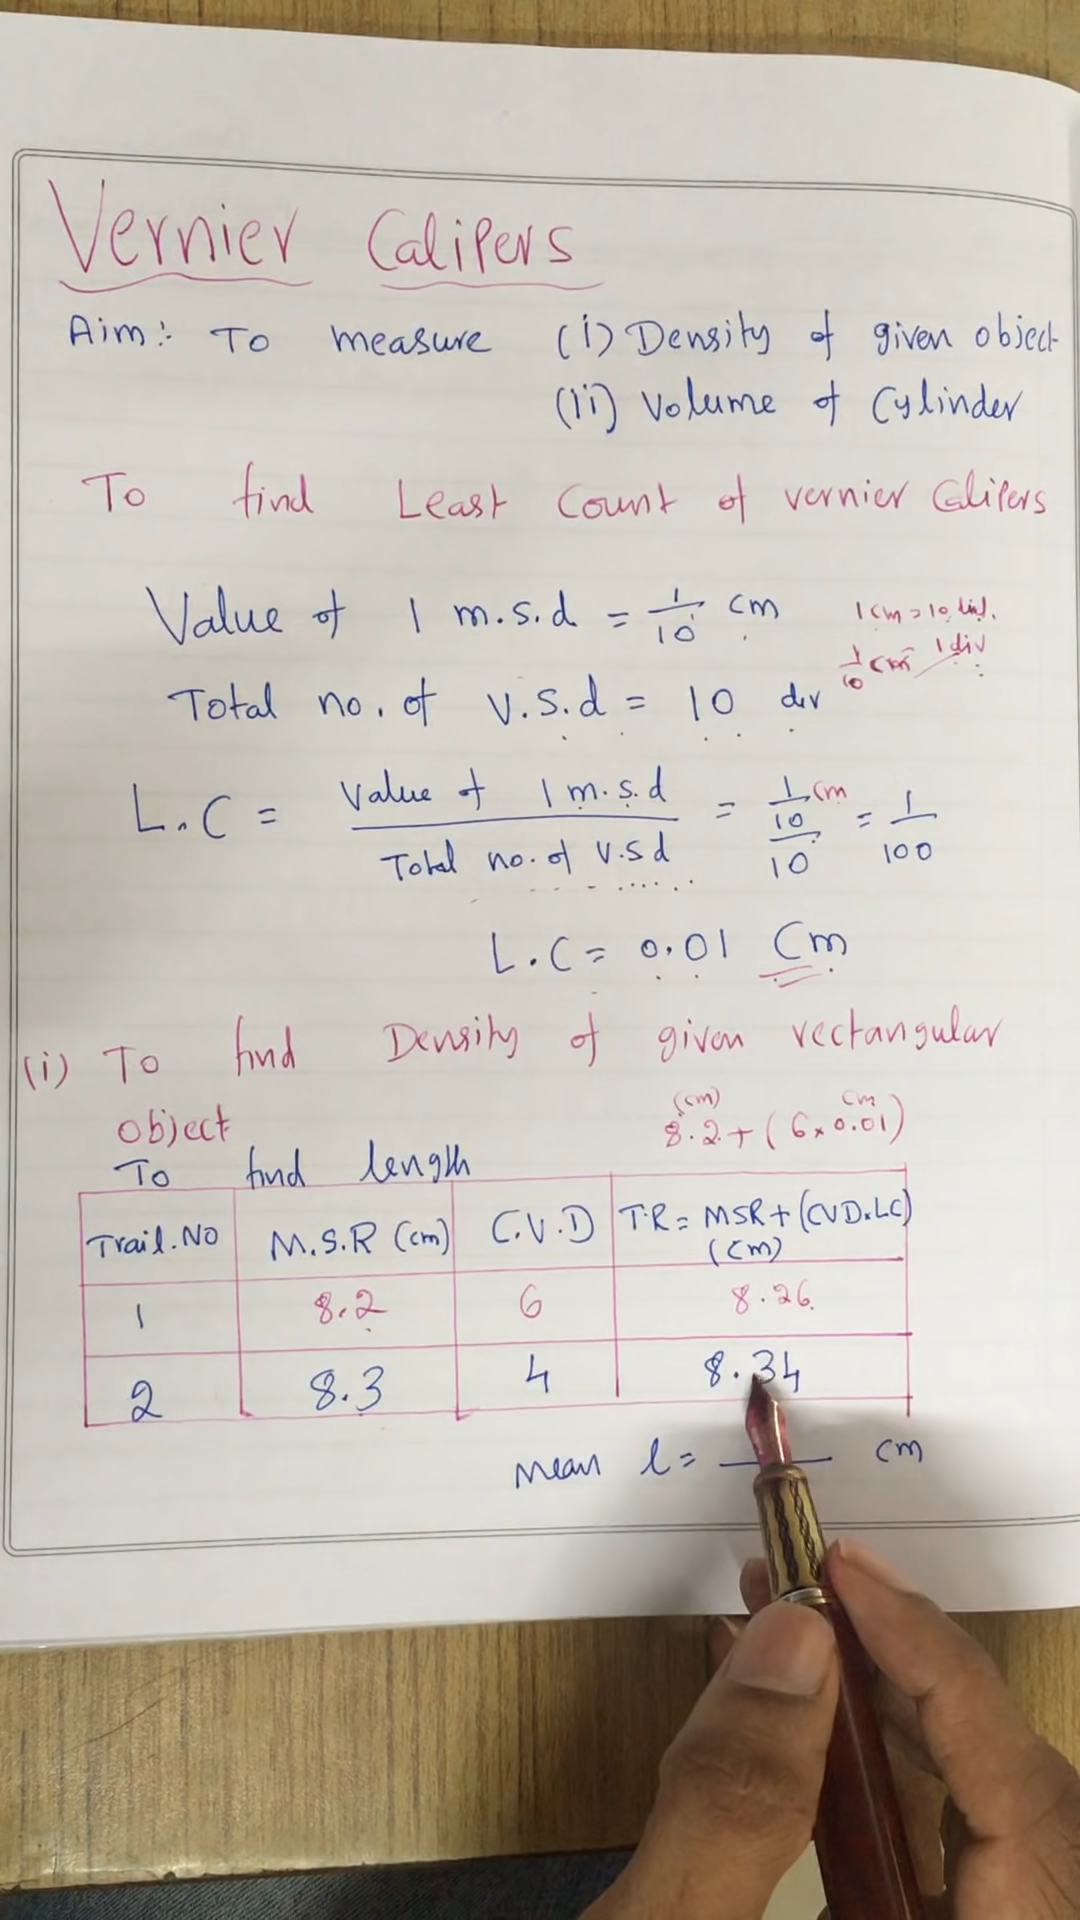 Vernier Calipers
Aim:- To measure (i) Density of given object
(ii) Volume of Cylinder
To find Least Count of vernier Calipers
Value of 1 m.s.d = 1/10 cm
1 cm = 10 div.
1/10 cm = 1 div
Total no. of v.s.d = 10 div
L.C = Value of 1 m.s.d / Total no. of v.s.d = 1/10 cm / 10 = 1/100
L.C = 0.01 Cm
(i) To find Density of given rectangular
object
(cm) cm
8.2 + (6 x 0.01)
To find length
Trail.No M.S.R (cm) C.V.D T.R = MSR + (CVD.LC) (cm)
1 8.2 6 8.26
2 8.3 4 8.34
mean l = ___ cm